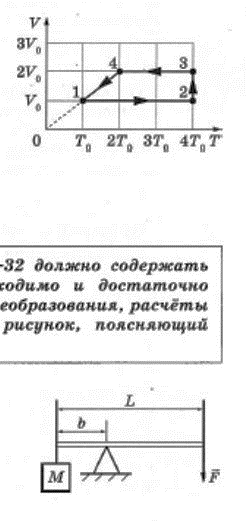 V
3V₀
2V₀ 4 3
V₀ 1 2
0 T₀ 2T₀ 3T₀ 4T₀ T
-32 должно содержать
ходимо и достаточно
еобразования, расчёты
рисунок, поясняющий
L
b
M F⃗